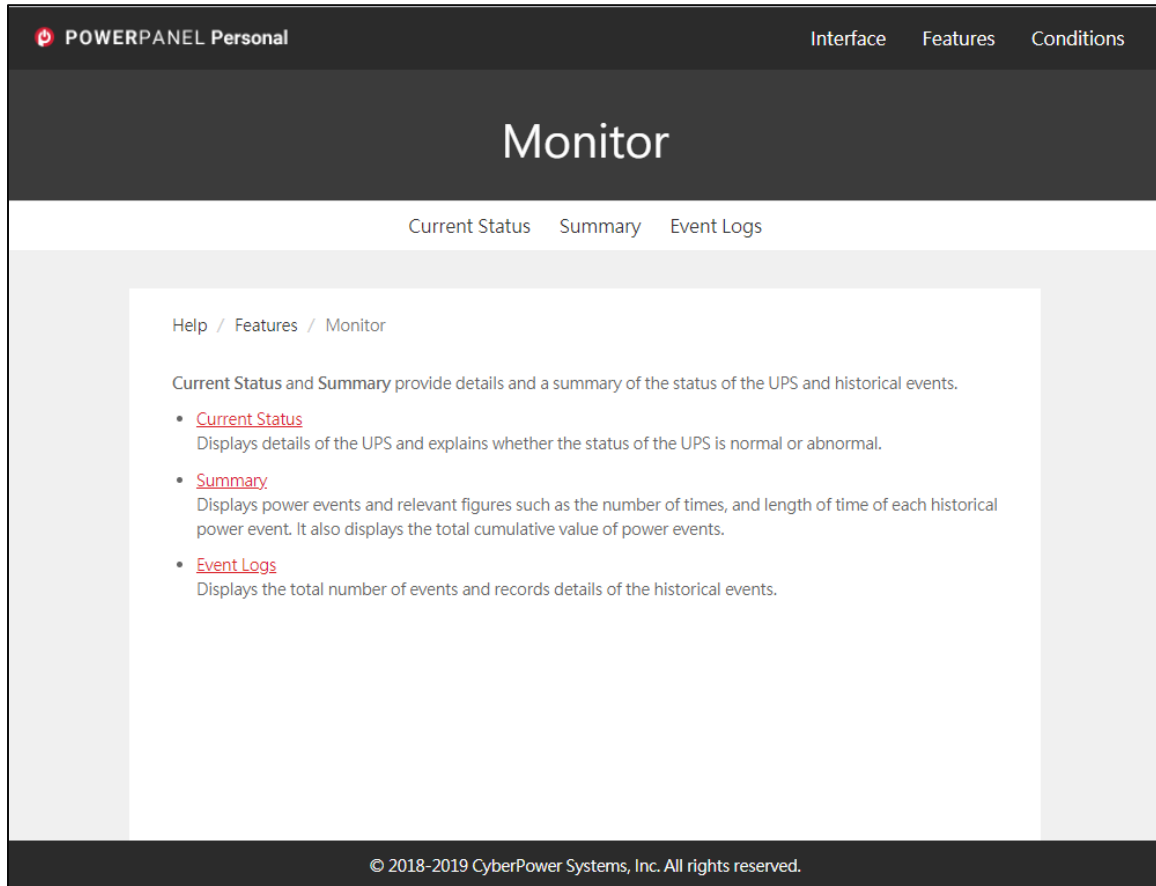 POWERPANEL Personal
Interface Features Conditions
Monitor
Current Status Summary Event Logs
Help / Features / Monitor
Current Status and Summary provide details and a summary of the status of the UPS and historical events.
• Current Status
Displays details of the UPS and explains whether the status of the UPS is normal or abnormal.
• Summary
Displays power events and relevant figures such as the number of times, and length of time of each historical
power event. It also displays the total cumulative value of power events.
• Event Logs
Displays the total number of events and records details of the historical events.
© 2018-2019 CyberPower Systems, Inc. All rights reserved.